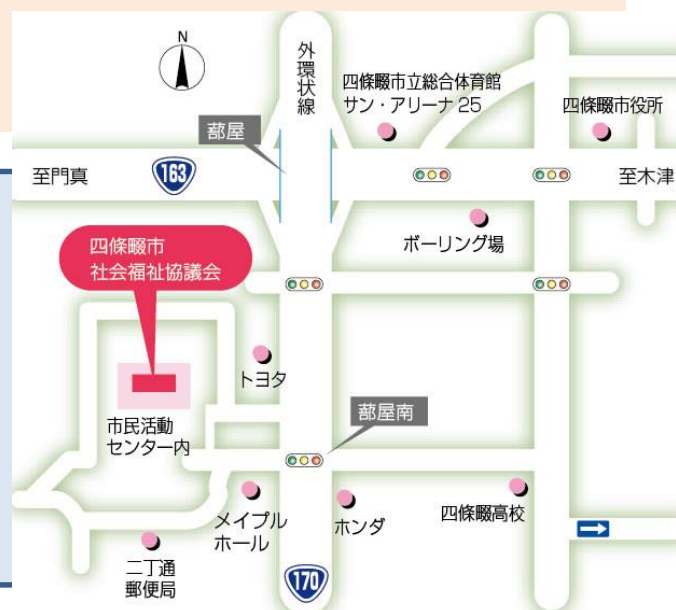 N
外環状線
四條畷市立総合体育館
サン・アリーナ 25
四條畷市役所
蔀屋
至門真
163
至木津
ボーリング場
四條畷市
社会福祉協議会
トヨタ
市民活動
センター内
蔀屋南
メイプル
ホール
ホンダ
四條畷高校
二丁通
郵便局
170